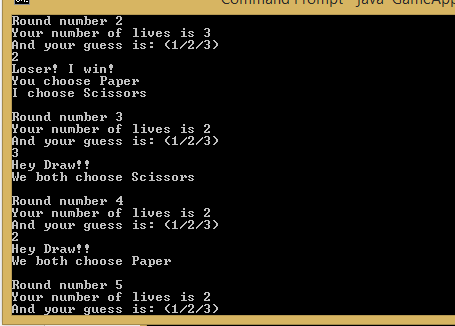 Command Prompt - java GameApp
Round number 2
Your number of lives is 3
And your guess is: (1/2/3)
2
Loser! I win!
You choose Paper
I choose Scissors
Round number 3
Your number of lives is 2
And your guess is: (1/2/3)
3
Hey Draw!!
We both choose Scissors
Round number 4
Your number of lives is 2
And your guess is: (1/2/3)
2
Hey Draw!!
We both choose Paper
Round number 5
Your number of lives is 2
And your guess is: (1/2/3)